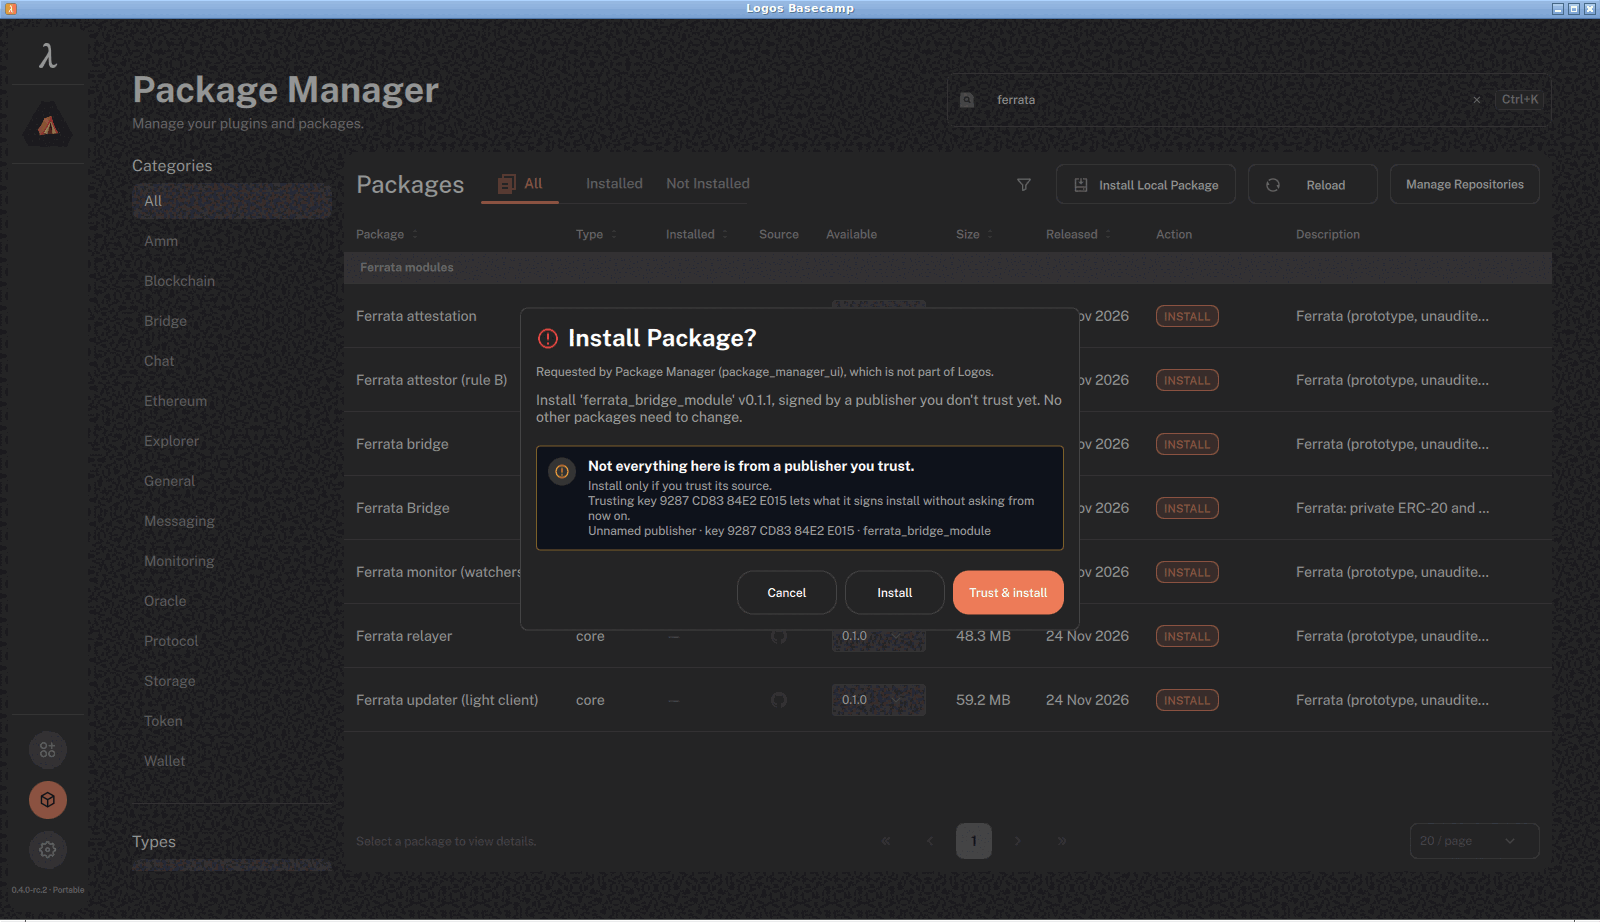 Logos Basecamp
λ
Package Manager
Manage your plugins and packages.
ferrata
Ctrl+K
Categories
All
Amm
Blockchain
Bridge
Chat
Ethereum
Explorer
General
Messaging
Monitoring
Oracle
Protocol
Storage
Token
Wallet
Types
0.4.0-rc.2 · Portable
Packages
All
Installed
Not Installed
Install Local Package
Reload
Manage Repositories
Package Type Installed Source Available Size Released Action Description
Ferrata modules
Ferrata attestation ov 2026 INSTALL Ferrata (prototype, unaudite...
Ferrata attestor (rule B) ov 2026 INSTALL Ferrata (prototype, unaudite...
Ferrata bridge ov 2026 INSTALL Ferrata (prototype, unaudite...
Ferrata Bridge ov 2026 INSTALL Ferrata: private ERC-20 and ...
Ferrata monitor (watchers ov 2026 INSTALL Ferrata (prototype, unaudite...
Ferrata relayer core — 0.1.0 48.3 MB 24 Nov 2026 INSTALL Ferrata (prototype, unaudite...
Ferrata updater (light client) core — 0.1.0 59.2 MB 24 Nov 2026 INSTALL Ferrata (prototype, unaudite...
Install Package?
Requested by Package Manager (package_manager_ui), which is not part of Logos.
Install 'ferrata_bridge_module' v0.1.1, signed by a publisher you don't trust yet. No
other packages need to change.
Not everything here is from a publisher you trust.
Install only if you trust its source.
Trusting key 9287 CD83 84E2 E015 lets what it signs install without asking from
now on.
Unnamed publisher · key 9287 CD83 84E2 E015 · ferrata_bridge_module
Cancel
Install
Trust & Install
Select a package to view details.
« ‹ 1 › »
20 / page